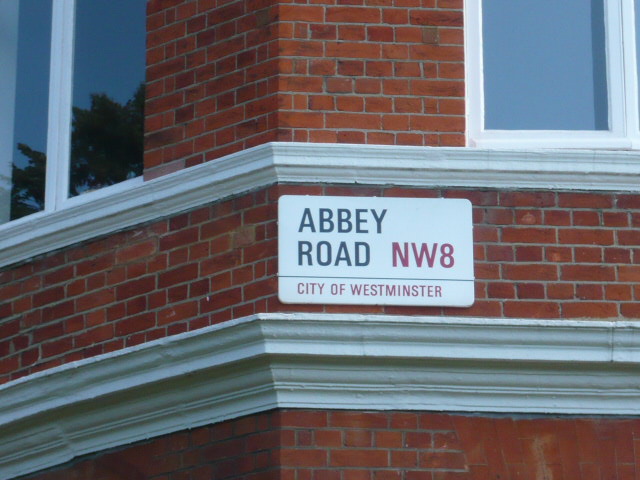 ABBEY
ROAD NW8
CITY OF WESTMINSTER